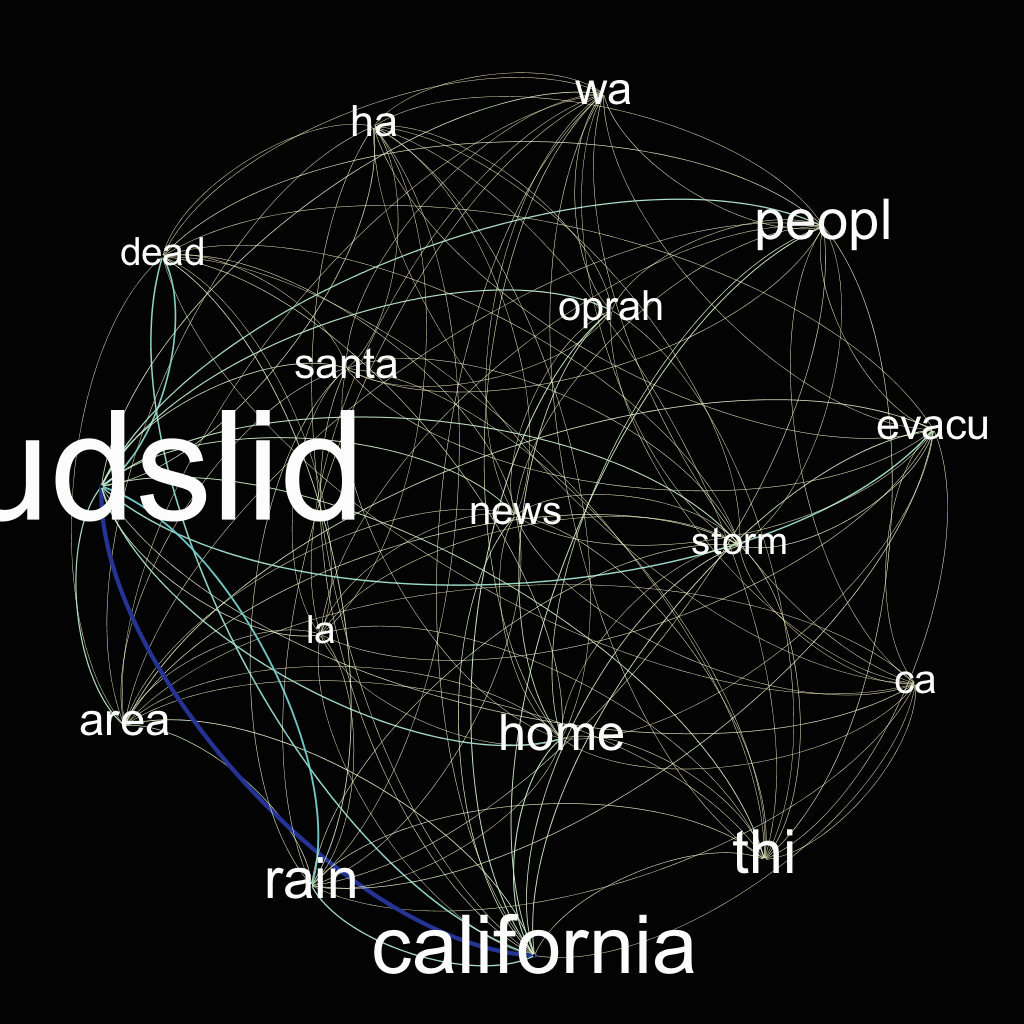 wa
ha
peopl
dead
oprah
santa
evacu
udslid
news
storm
la
ca
area
home
thi
rain
california